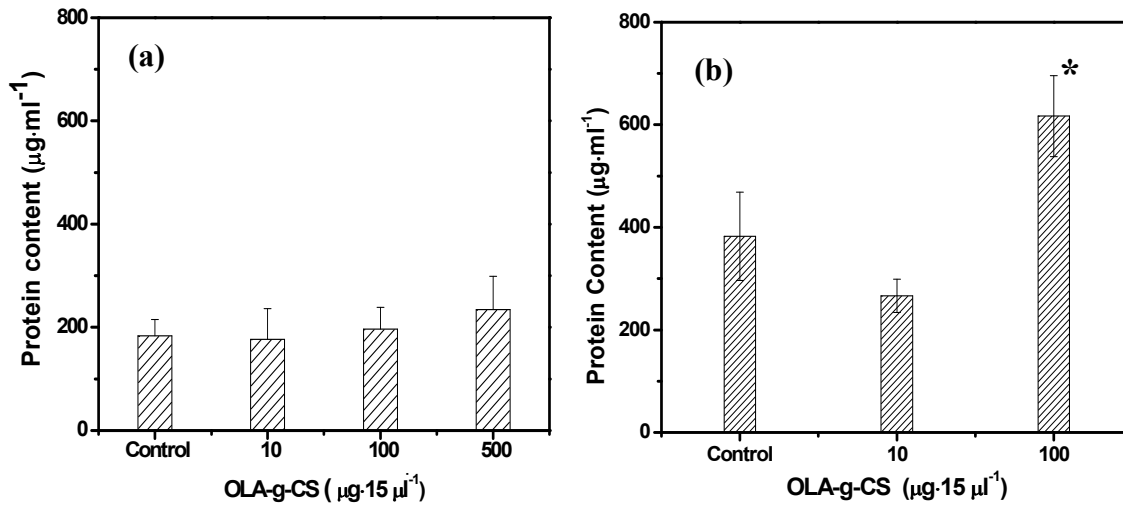 (a)
Protein content (μg·ml⁻¹)
800
600
400
200
0
Control 10 100 500
OLA-g-CS ( μg·15 μl⁻¹)
(b)
*
Protein Content (μg·ml⁻¹)
800
600
400
200
0
Control 10 100
OLA-g-CS (μg·15 μl⁻¹)